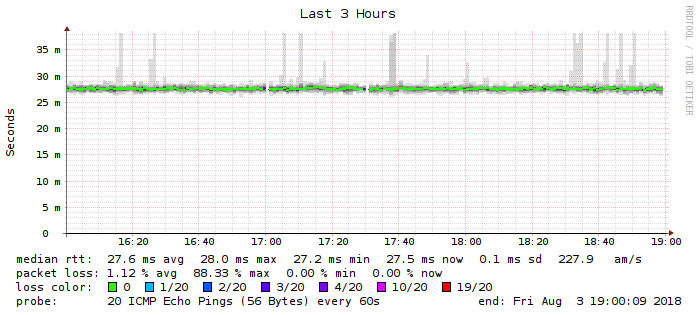 Last 3 Hours
RRDTOOL / TOBI OETIKER
Seconds
35 m
30 m
25 m
20 m
15 m
10 m
5 m
0
16:20 16:40 17:00 17:20 17:40 18:00 18:20 18:40 19:00
median rtt: 27.6 ms avg 28.0 ms max 27.2 ms min 27.5 ms now 0.1 ms sd 227.9 am/s
packet loss: 1.12 % avg 88.33 % max 0.00 % min 0.00 % now
loss color: 0 1/20 2/20 3/20 4/20 10/20 19/20
probe: 20 ICMP Echo Pings (56 Bytes) every 60s end: Fri Aug 3 19:00:09 2018